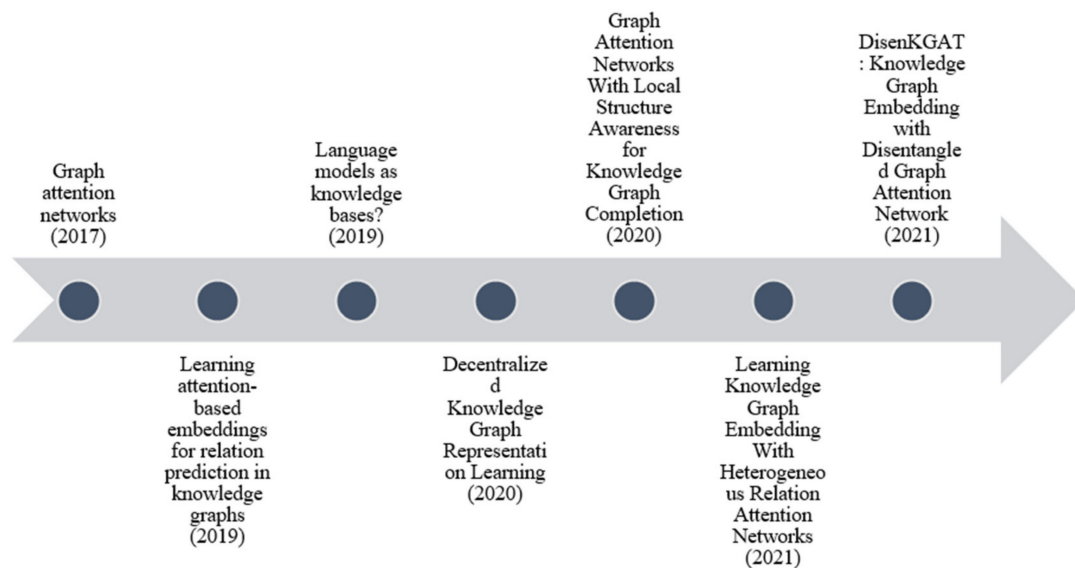 Graph
attention
networks
(2017)
Learning
attention-
based
embeddings
for relation
prediction in
knowledge
graphs
(2019)
Language
models as
knowledge
bases?
(2019)
Decentralize
d
Knowledge
Graph
Representati
on Learning
(2020)
Graph
Attention
Networks
With Local
Structure
Awareness
for
Knowledge
Graph
Completion
(2020)
Learning
Knowledge
Graph
Embedding
With
Heterogeneo
us Relation
Attention
Networks
(2021)
DisenKGAT
: Knowledge
Graph
Embedding
with
Disentangle
d Graph
Attention
Network
(2021)